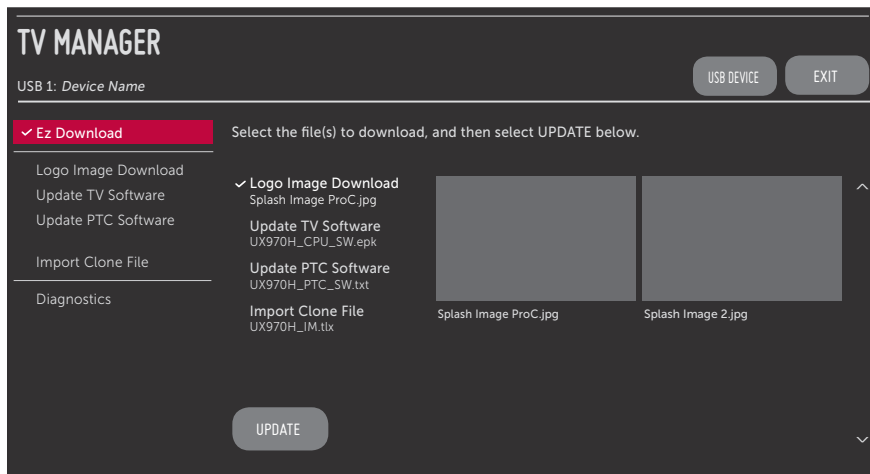 TV MANAGER
USB 1: Device Name
USB DEVICE
EXIT
Ez Download
Logo Image Download
Update TV Software
Update PTC Software
Import Clone File
Diagnostics
Select the file(s) to download, and then select UPDATE below.
Logo Image Download
Splash Image ProC.jpg
Update TV Software
UX970H_CPU_SW.epk
Update PTC Software
UX970H_PTC_SW.txt
Import Clone File
UX970H_IM.tlx
Splash Image ProC.jpg
Splash Image 2.jpg
UPDATE